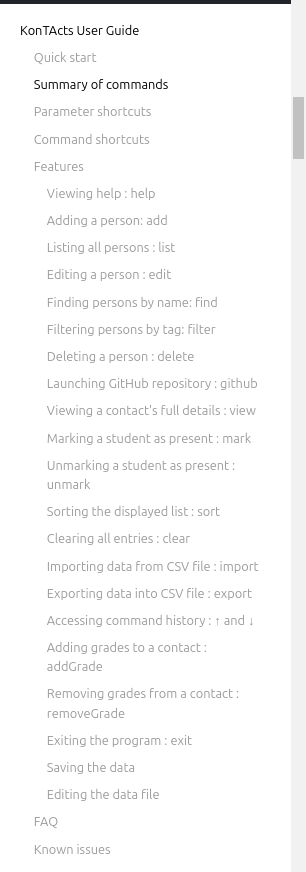 KonTActs User Guide
Quick start
Summary of commands
Parameter shortcuts
Command shortcuts
Features
Viewing help : help
Adding a person: add
Listing all persons : list
Editing a person : edit
Finding persons by name: find
Filtering persons by tag: filter
Deleting a person : delete
Launching GitHub repository : github
Viewing a contact's full details : view
Marking a student as present : mark
Unmarking a student as present :
unmark
Sorting the displayed list : sort
Clearing all entries : clear
Importing data from CSV file : import
Exporting data into CSV file : export
Accessing command history : ↑ and ↓
Adding grades to a contact :
addGrade
Removing grades from a contact :
removeGrade
Exiting the program : exit
Saving the data
Editing the data file
FAQ
Known issues